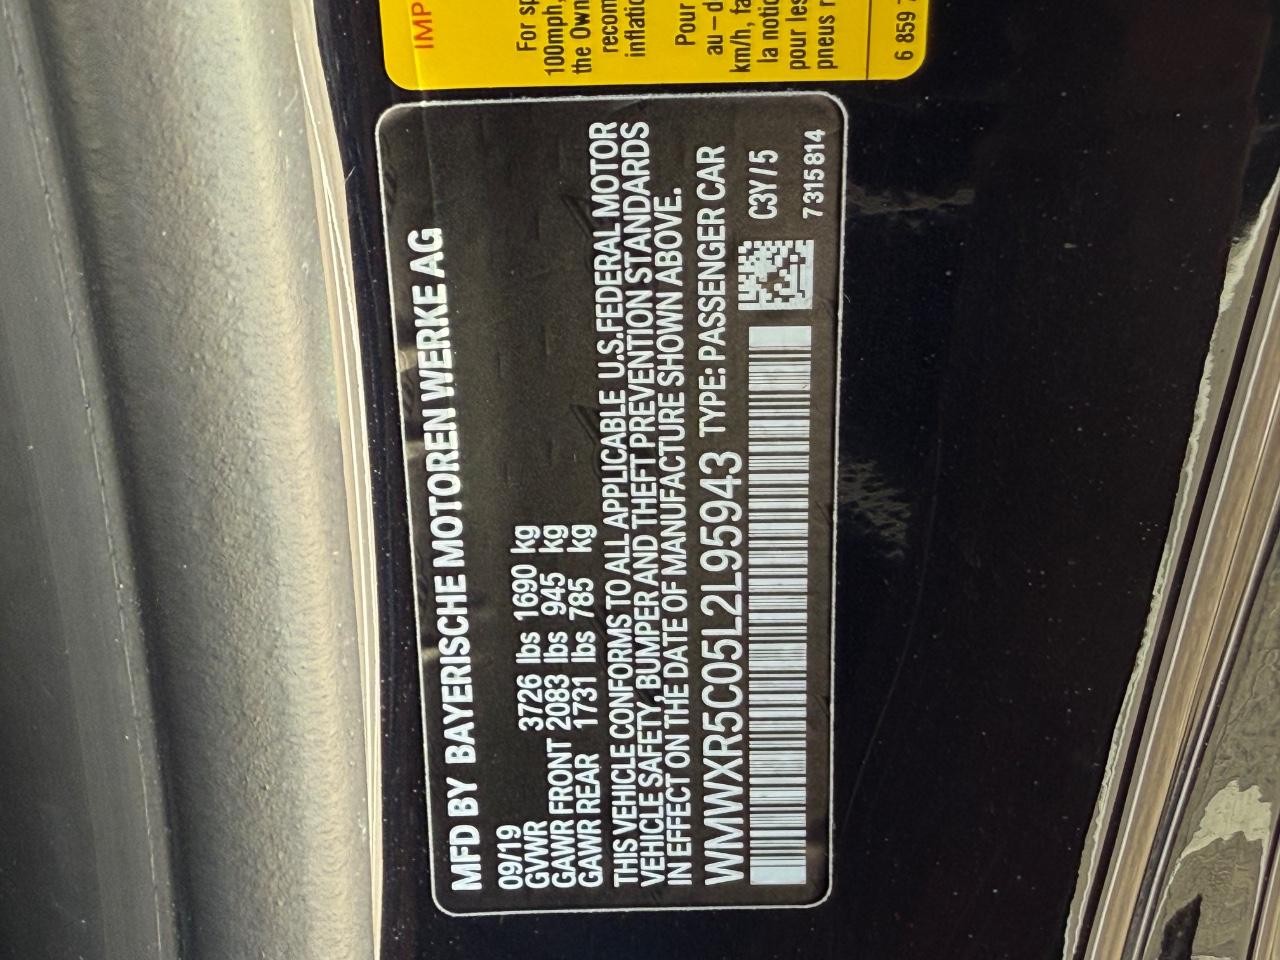 MFD BY BAYERISCHE MOTOREN WERKE AG
09/19
GVWR 3726 lbs 1690 kg
GAWR FRONT 2083 lbs 945 kg
GAWR REAR 1731 lbs 785 kg
THIS VEHICLE CONFORMS TO ALL APPLICABLE U.S.FEDERAL MOTOR
VEHICLE SAFETY, BUMPER AND THEFT PREVENTION STANDARDS
IN EFFECT ON THE DATE OF MANUFACTURE SHOWN ABOVE.
WMWXR5C05L2L95943 TYPE: PASSENGER CAR
C3Y/5
7315814
IMP
For sp
100mph,
the Own
recom
inflatio
Pour
au-d
km/h, fa
la notic
pour les
pneus r
6 859